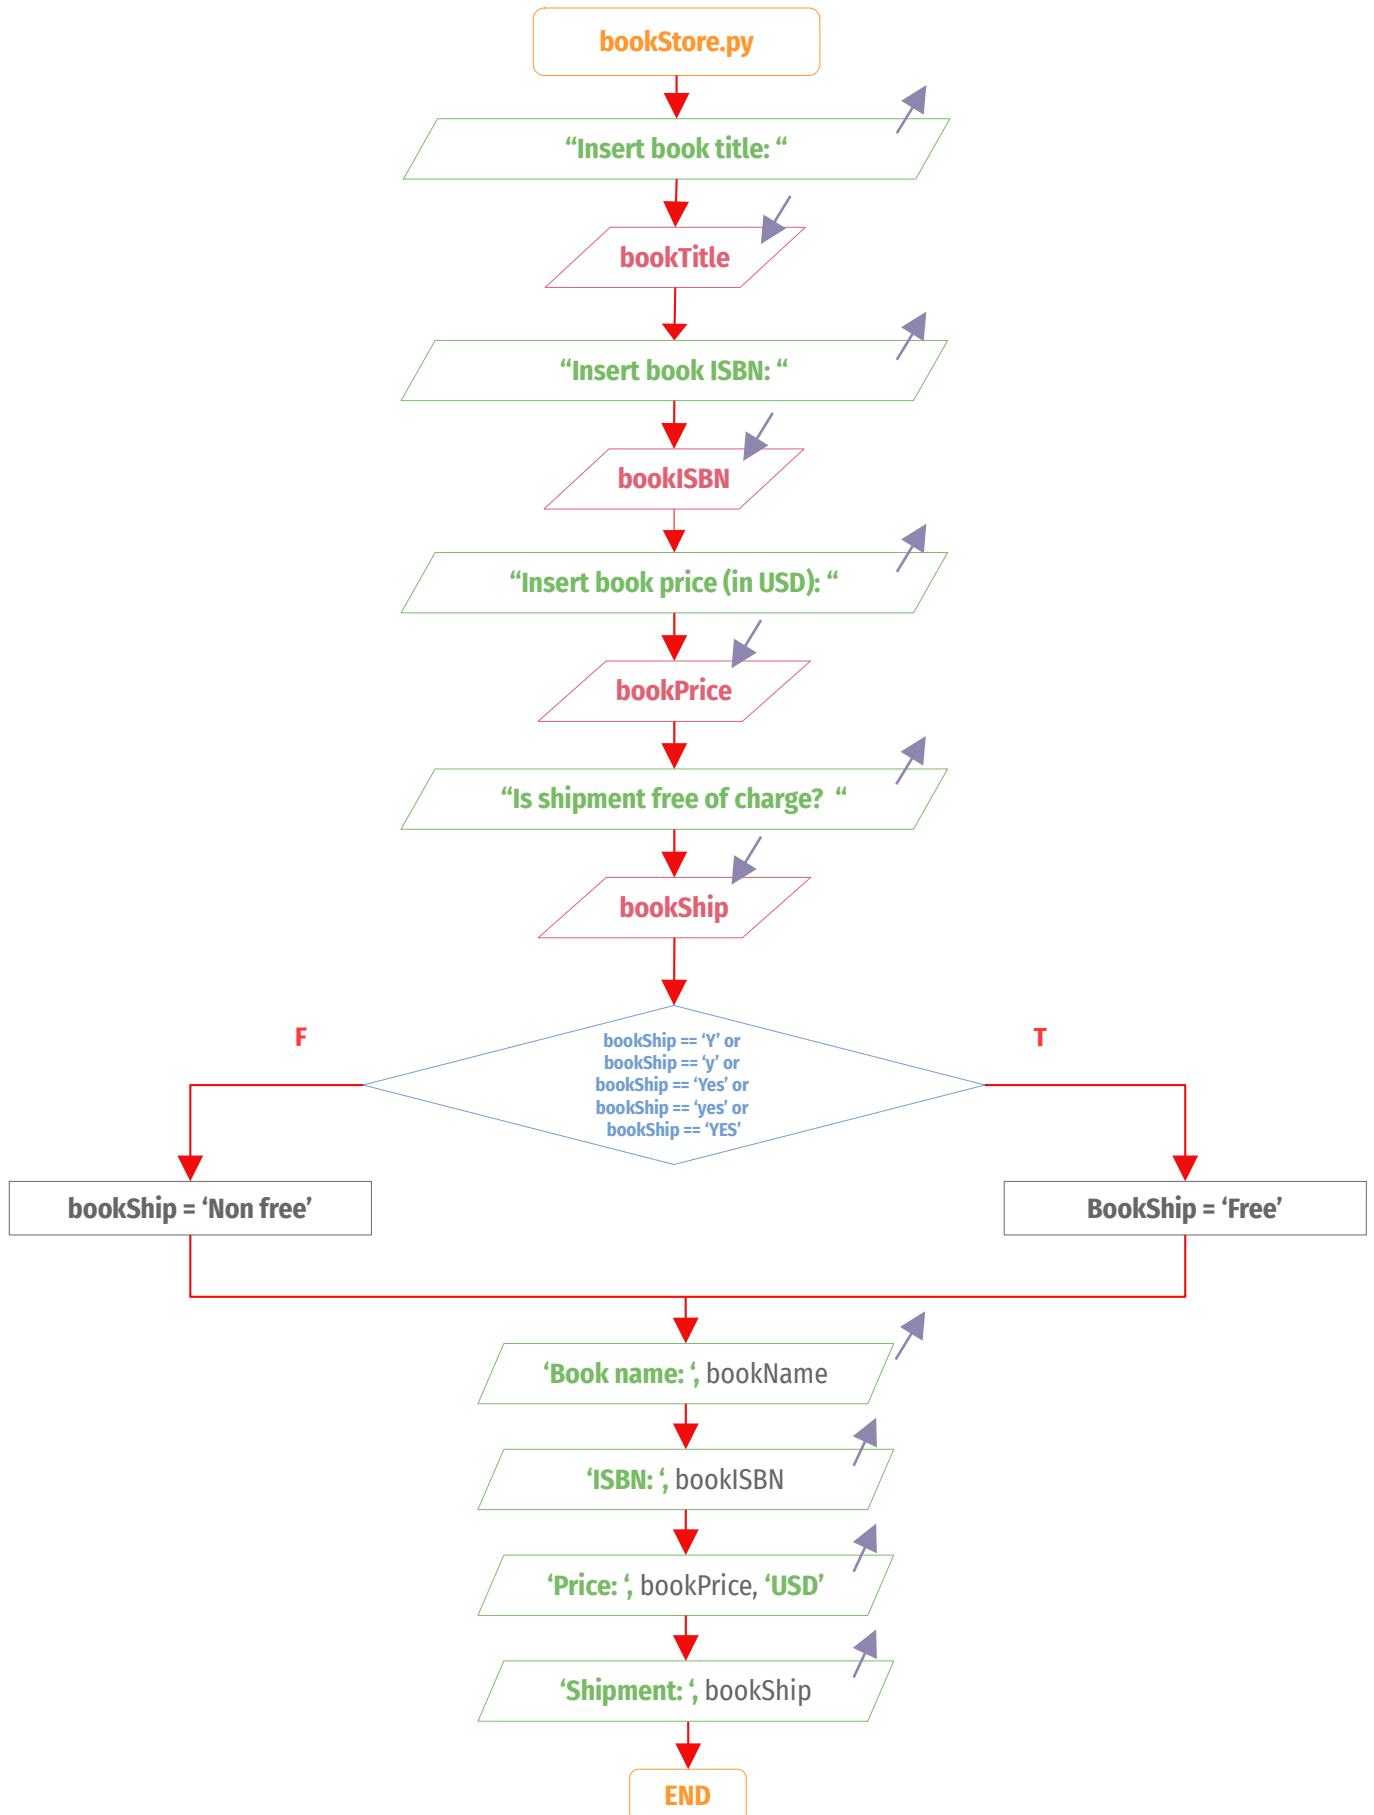 bookStore.py
“Insert book title: “
bookTitle
“Insert book ISBN: “
bookISBN
“Insert book price (in USD): “
bookPrice
“Is shipment free of charge?  “
bookShip
F
T
bookShip == ‘Y’ or
bookShip == ‘y’ or
bookShip == ‘Yes’ or
bookShip == ‘yes’ or
bookShip == ‘YES’
bookShip = ‘Non free’
BookShip = ‘Free’
‘Book name: ‘, bookName
‘ISBN: ‘, bookISBN
‘Price: ‘, bookPrice, ‘USD’
‘Shipment: ‘, bookShip
END